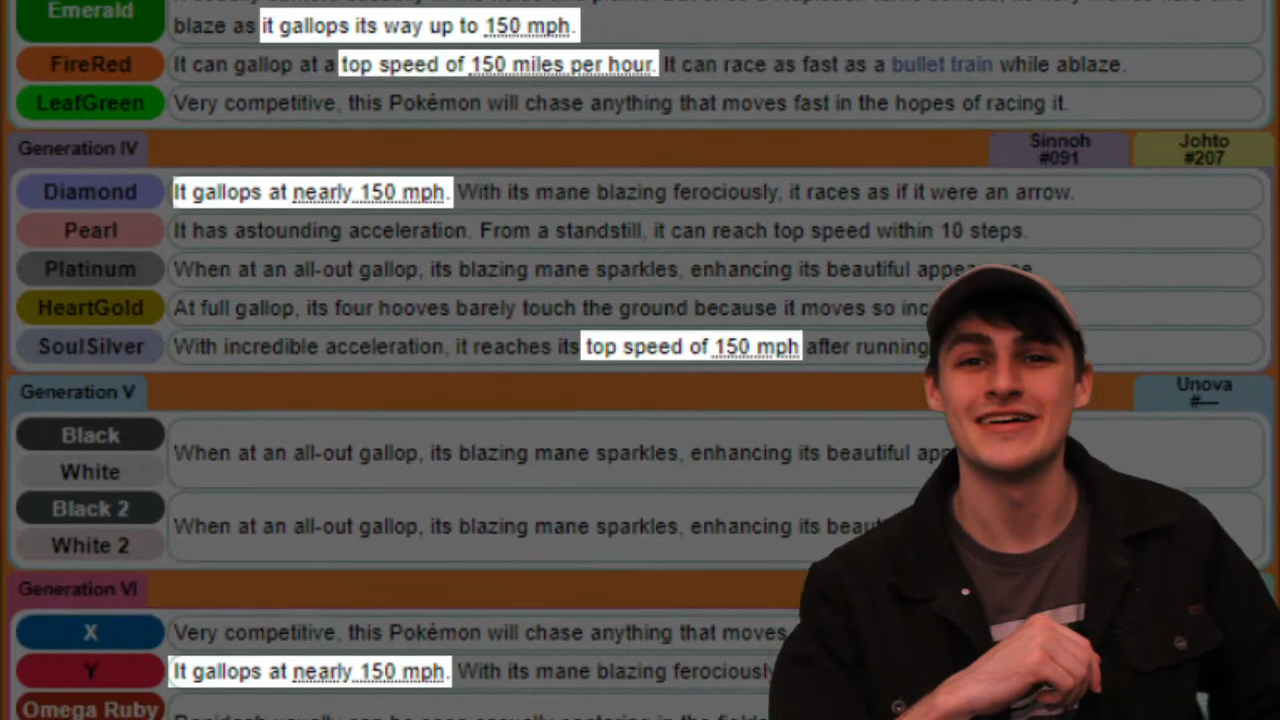 Emerald
blaze as it gallops its way up to 150 mph.
FireRed
It can gallop at a top speed of 150 miles per hour. It can race as fast as a bullet train while ablaze.
LeafGreen
Very competitive, this Pokémon will chase anything that moves fast in the hopes of racing it.
Generation IV
Sinnoh
#091
Johto
#207
Diamond
It gallops at nearly 150 mph. With its mane blazing ferociously, it races as if it were an arrow.
Pearl
It has astounding acceleration. From a standstill, it can reach top speed within 10 steps.
Platinum
When at an all-out gallop, its blazing mane sparkles, enhancing its beautiful
HeartGold
At full gallop, its four hooves barely touch the ground because it moves so
SoulSilver
With incredible acceleration, it reaches its top speed of 150 mph after running
Generation V
Unova
#—
Black
White
When at an all-out gallop, its blazing mane sparkles, enhancing its beautiful
Black 2
White 2
When at an all-out gallop, its blazing mane sparkles, enhancing its
Generation VI
X
Very competitive, this Pokémon will chase anything that moves
Y
It gallops at nearly 150 mph. With its mane blazing ferociously
Omega Ruby